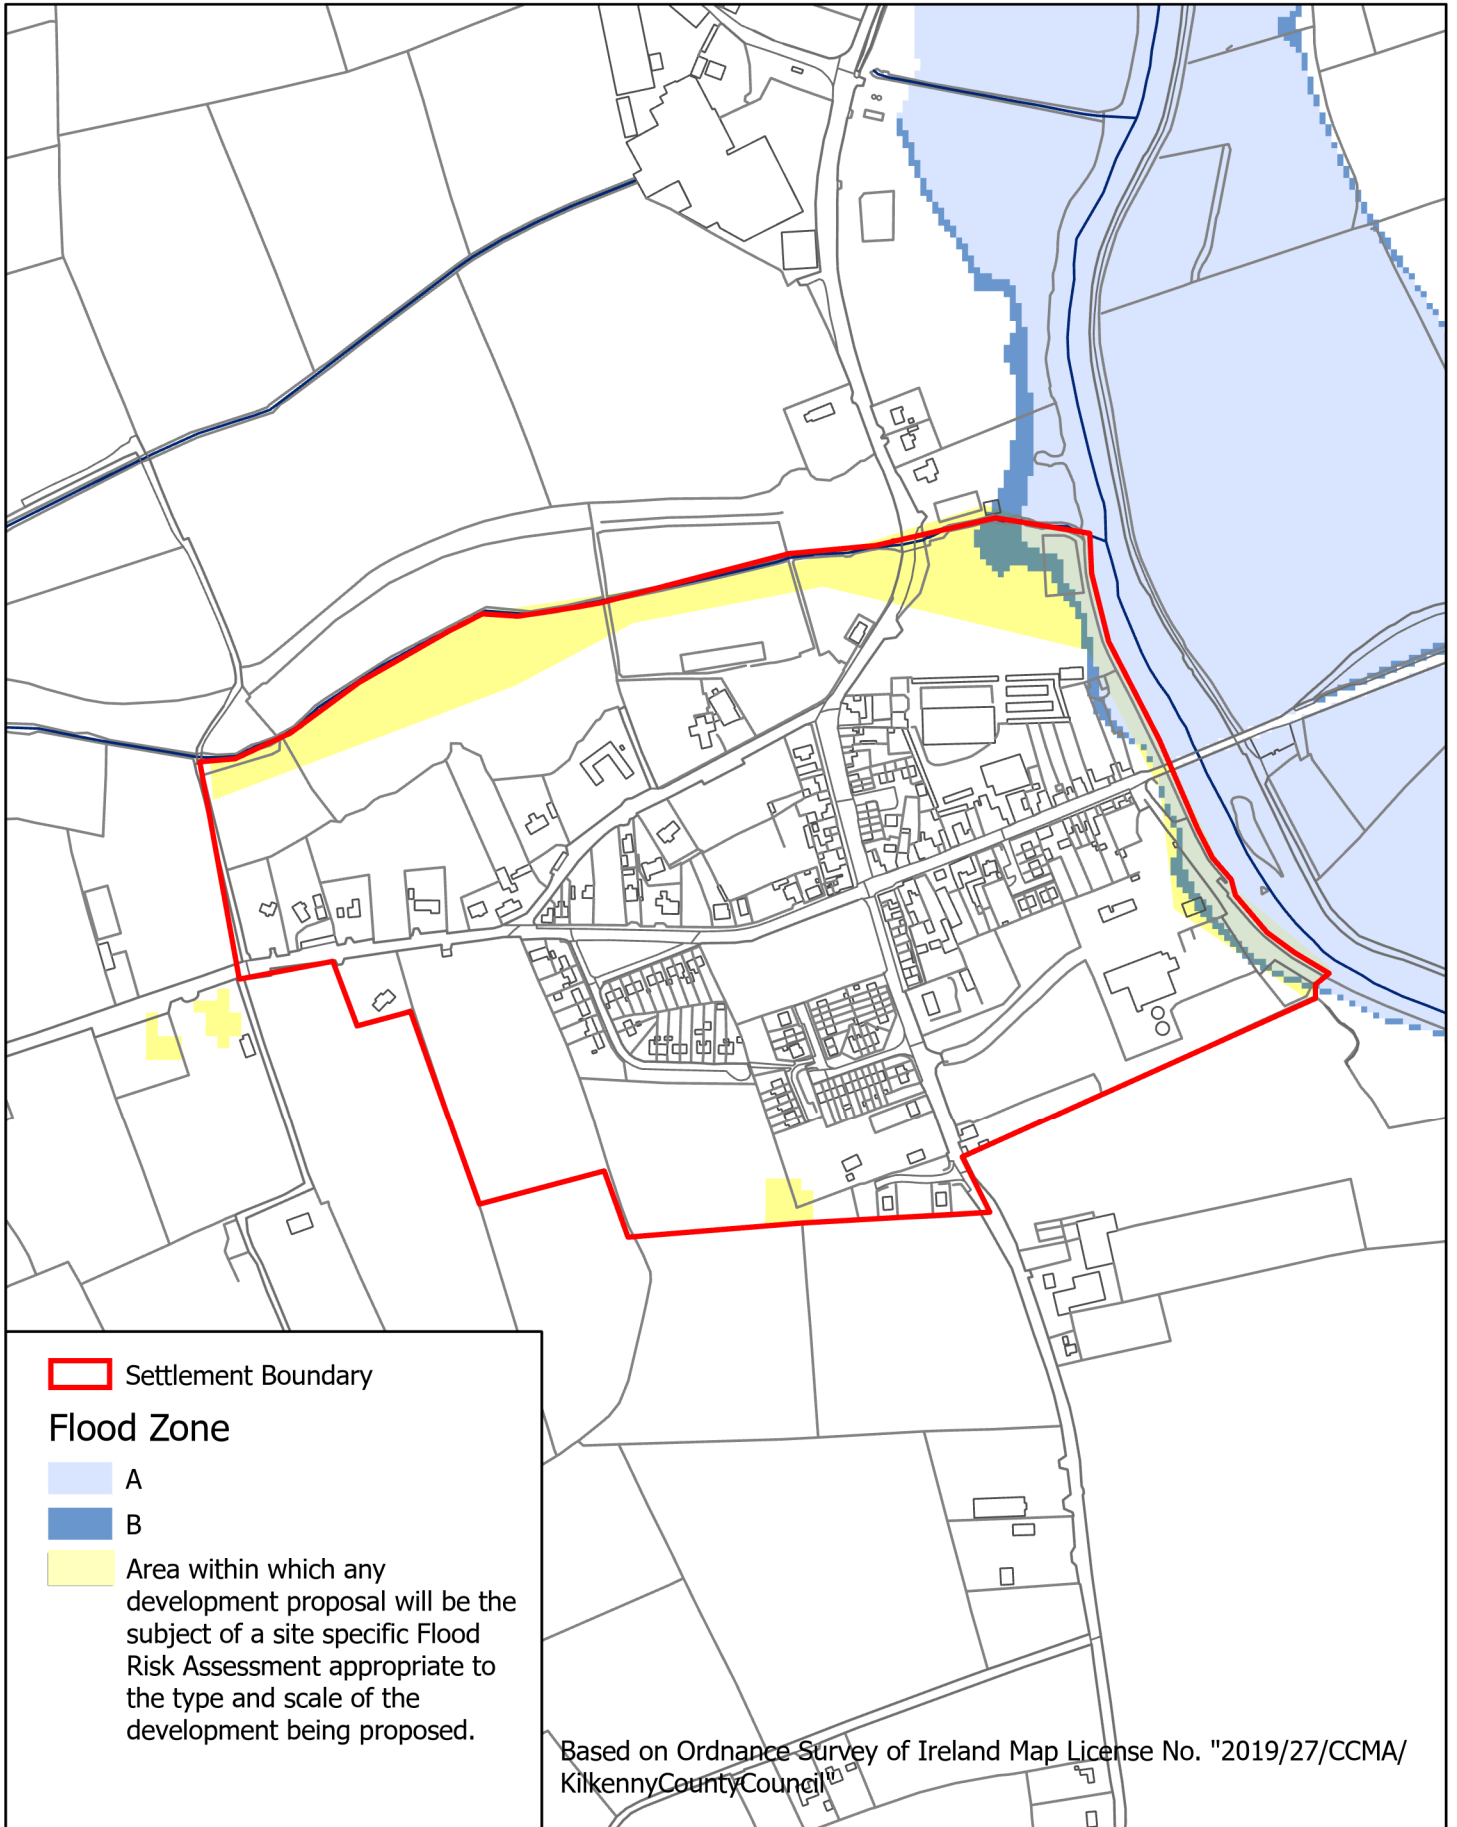 Settlement Boundary
Flood Zone
A
B
Area within which any
development proposal will be the
subject of a site specific Flood
Risk Assessment appropriate to
the type and scale of the
development being proposed.
Based on Ordnance Survey of Ireland Map License No. "2019/27/CCMA/
KilkennyCountyCouncil"